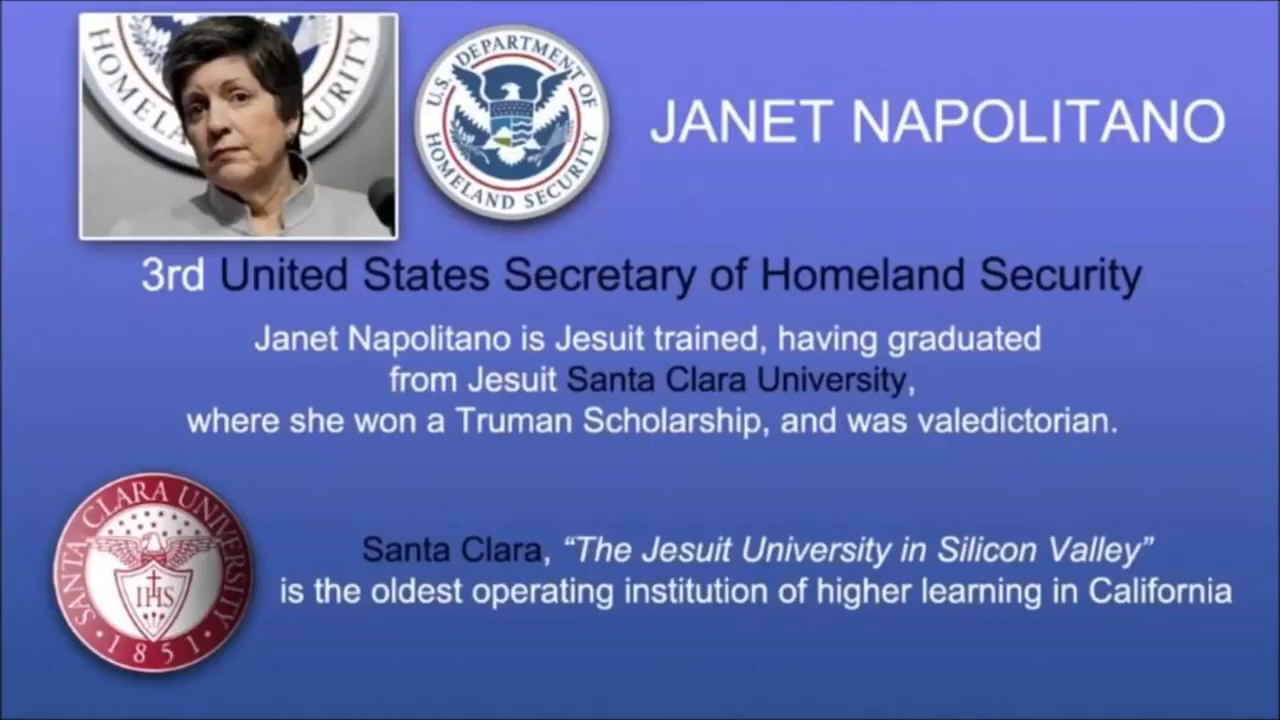 HOMELA
CURITY
U.S. DEPARTMENT OF
HOMELAND SECURITY
JANET NAPOLITANO
3rd United States Secretary of Homeland Security
Janet Napolitano is Jesuit trained, having graduated
from Jesuit Santa Clara University,
where she won a Truman Scholarship, and was valedictorian.
SANTA CLARA UNIVERSITY
IHS
• 1851 •
Santa Clara, “The Jesuit University in Silicon Valley”
is the oldest operating institution of higher learning in California